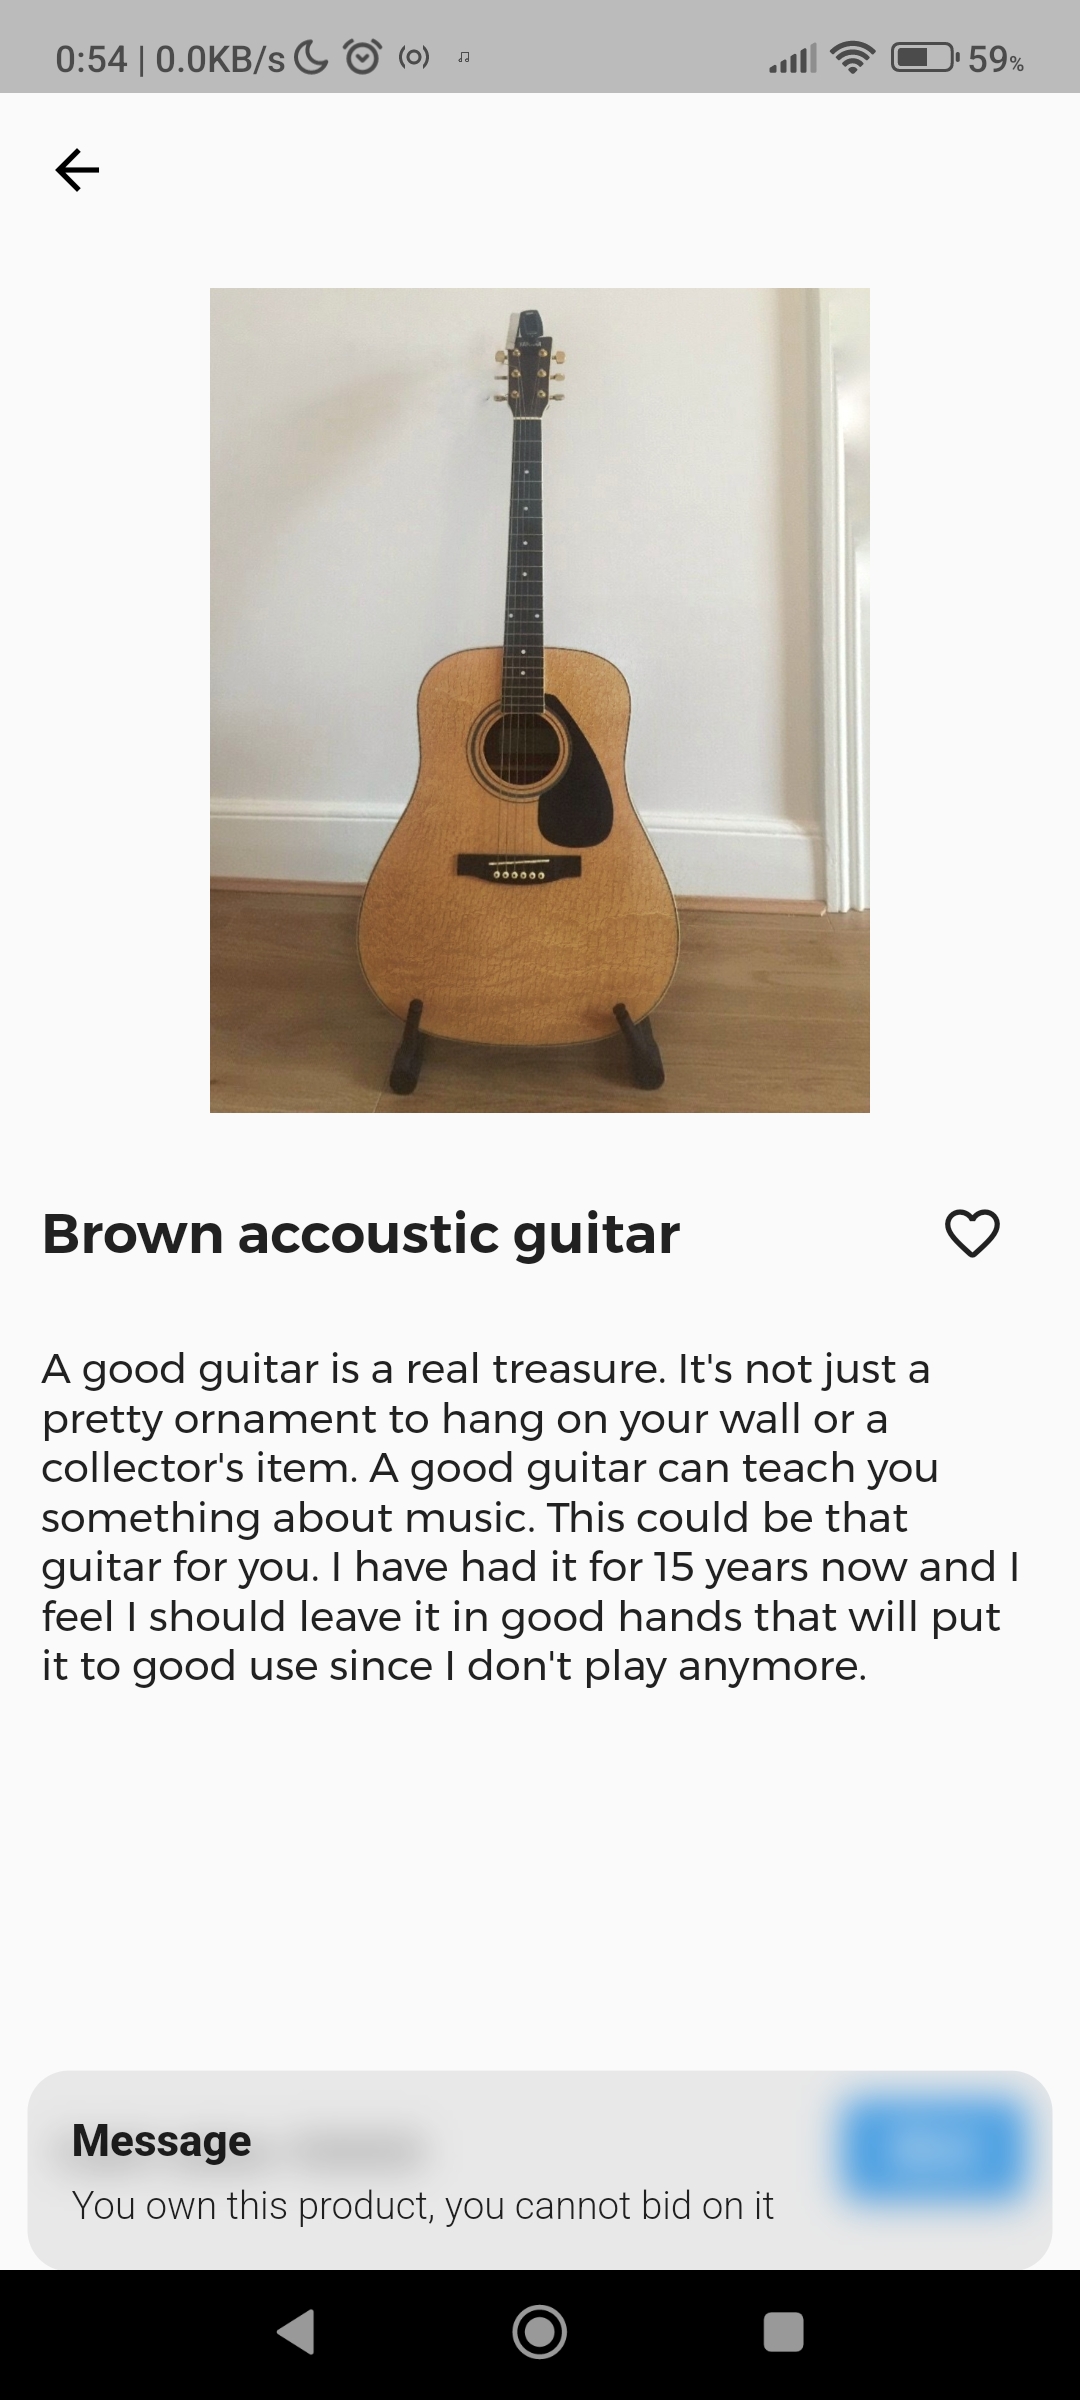 0:54 | 0.0KB/s 59%
Brown accoustic guitar
A good guitar is a real treasure. It's not just a
pretty ornament to hang on your wall or a
collector's item. A good guitar can teach you
something about music. This could be that
guitar for you. I have had it for 15 years now and I
feel I should leave it in good hands that will put
it to good use since I don't play anymore.
Message
You own this product, you cannot bid on it